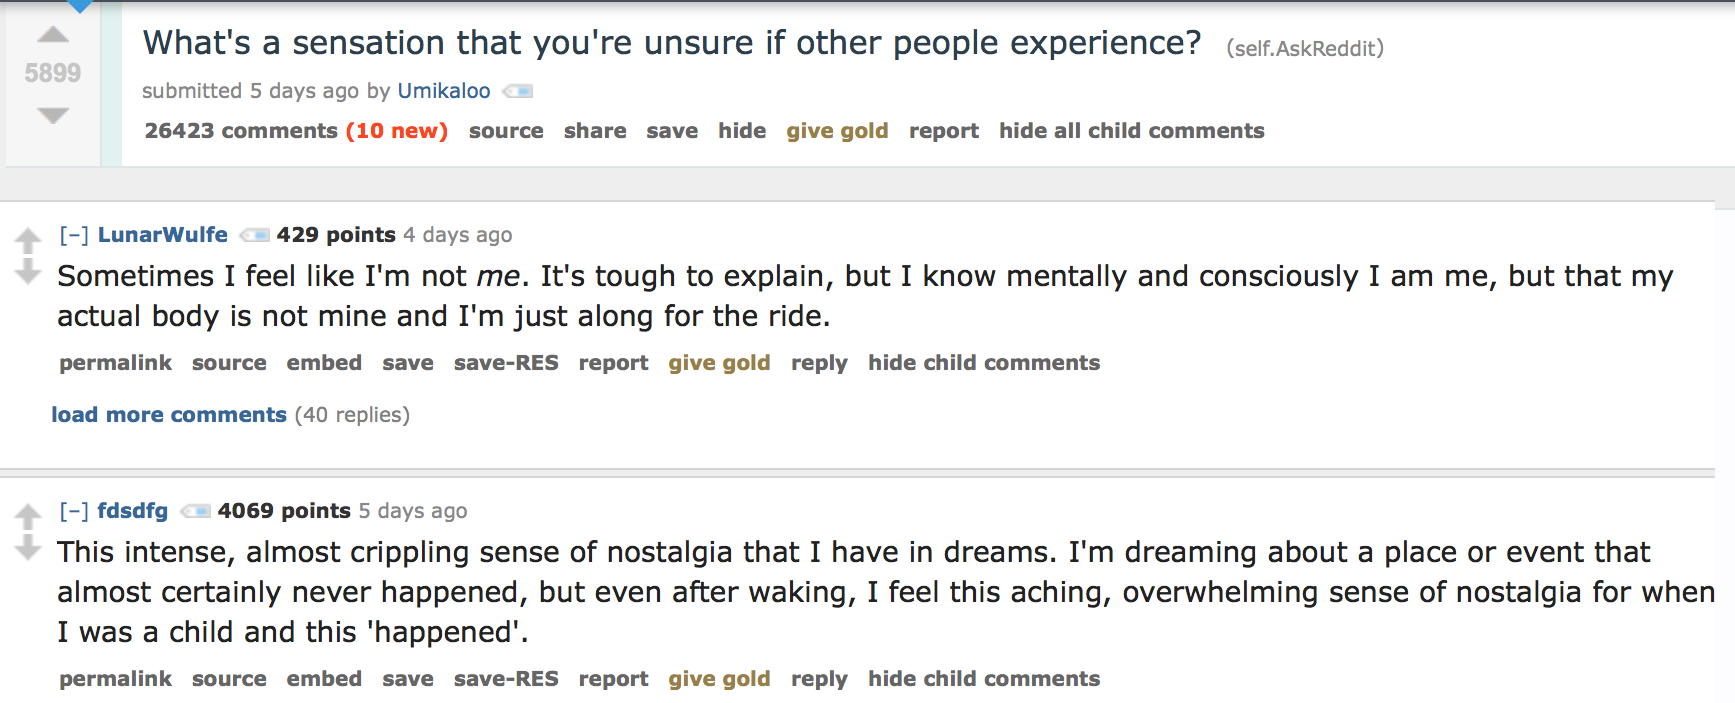 What's a sensation that you're unsure if other people experience? (self.AskReddit)
5899
submitted 5 days ago by Umikaloo
26423 comments (10 new) source share save hide give gold report hide all child comments
[–] LunarWulfe 429 points 4 days ago
Sometimes I feel like I'm not me. It's tough to explain, but I know mentally and consciously I am me, but that my
actual body is not mine and I'm just along for the ride.
permalink source embed save save-RES report give gold reply hide child comments
load more comments (40 replies)
[–] fdsdfg 4069 points 5 days ago
This intense, almost crippling sense of nostalgia that I have in dreams. I'm dreaming about a place or event that
almost certainly never happened, but even after waking, I feel this aching, overwhelming sense of nostalgia for when
I was a child and this 'happened'.
permalink source embed save save-RES report give gold reply hide child comments